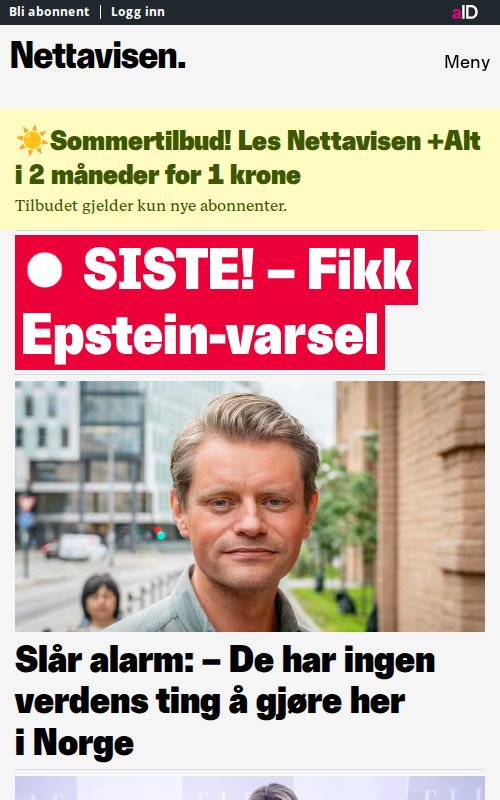 Bli abonnent
Logg inn
aID
Nettavisen.
Meny
☀️Sommertilbud! Les Nettavisen +Alt
i 2 måneder for 1 krone
Tilbudet gjelder kun nye abonnenter.
SISTE! – Fikk
Epstein-varsel
Slår alarm: – De har ingen
verdens ting å gjøre her
i Norge